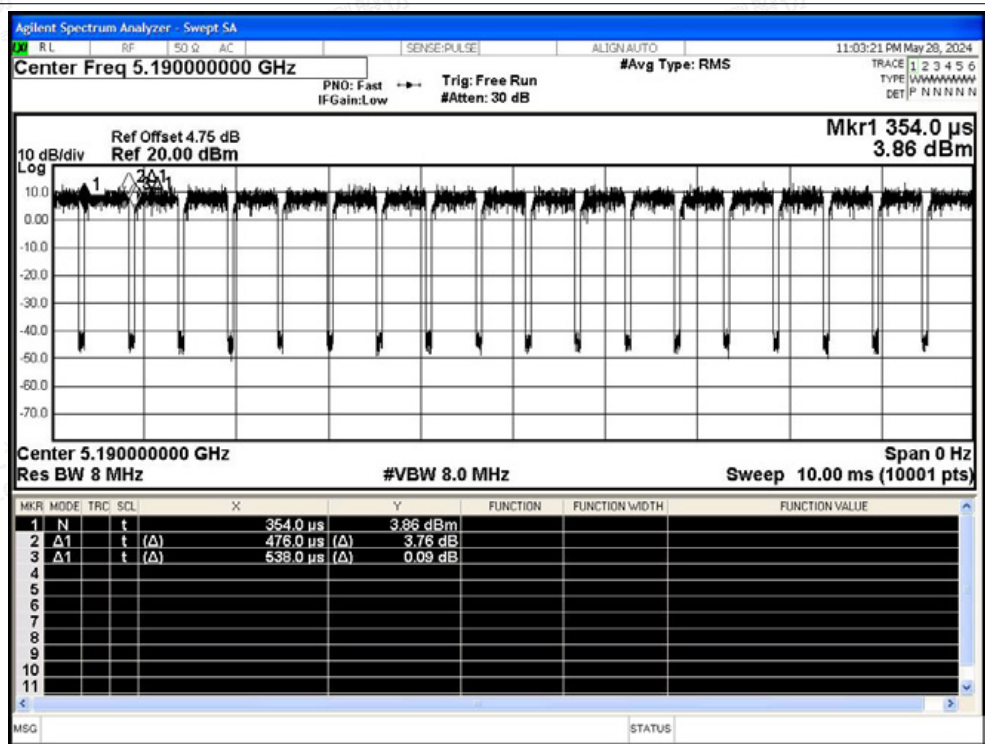 Agilent Spectrum Analyzer - Swept SA
LXI RL RF 50 Ω AC SENSE:PULSE ALIGN AUTO 11:03:21 PM May 28, 2024
Center Freq 5.190000000 GHz
PNO: Fast
IFGain:Low
Trig: Free Run
#Atten: 30 dB
#Avg Type: RMS
TRACE 1 2 3 4 5 6
TYPE WWWWWW
DET P N N N N N
Ref Offset 4.75 dB
10 dB/div Ref 20.00 dBm
Log
Mkr1 354.0 µs
3.86 dBm
1
2Δ1
3Δ1
10.0
0.00
-10.0
-20.0
-30.0
-40.0
-50.0
-60.0
-70.0
Center 5.190000000 GHz Span 0 Hz
Res BW 8 MHz #VBW 8.0 MHz Sweep 10.00 ms (10001 pts)
MKR MODE TRC SCL X Y FUNCTION FUNCTION WIDTH FUNCTION VALUE
1 N t 354.0 µs 3.86 dBm
2 Δ1 t (Δ) 476.0 µs (Δ) 3.76 dB
3 Δ1 t (Δ) 538.0 µs (Δ) 0.09 dB
4
5
6
7
8
9
10
11
MSG STATUS